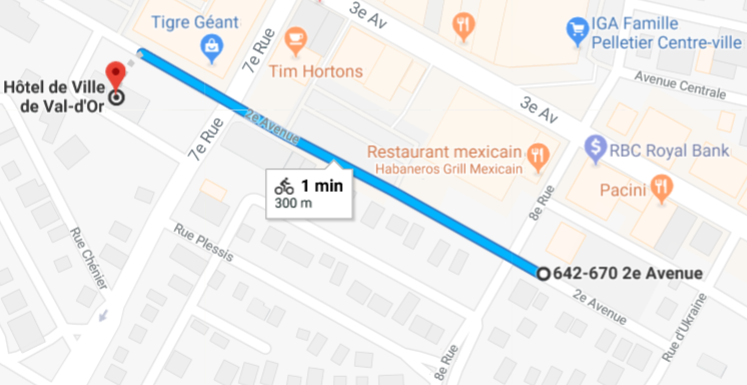 Tigre Géant
7e Rue
3e Av
IGA Famille
Pelletier Centre-ville
Tim Hortons
Avenue Centrale
Hôtel de Ville
de Val-d'Or
3e Av
2e Avenue
7e Rue
Restaurant mexicain
Habaneros Grill Mexicain
RBC Royal Bank
1 min
300 m
Pacini
8e Rue
Rue Plessis
Rue Chénier
642-670 2e Avenue
2e Avenue
Rue d'Ukraine
8e Rue